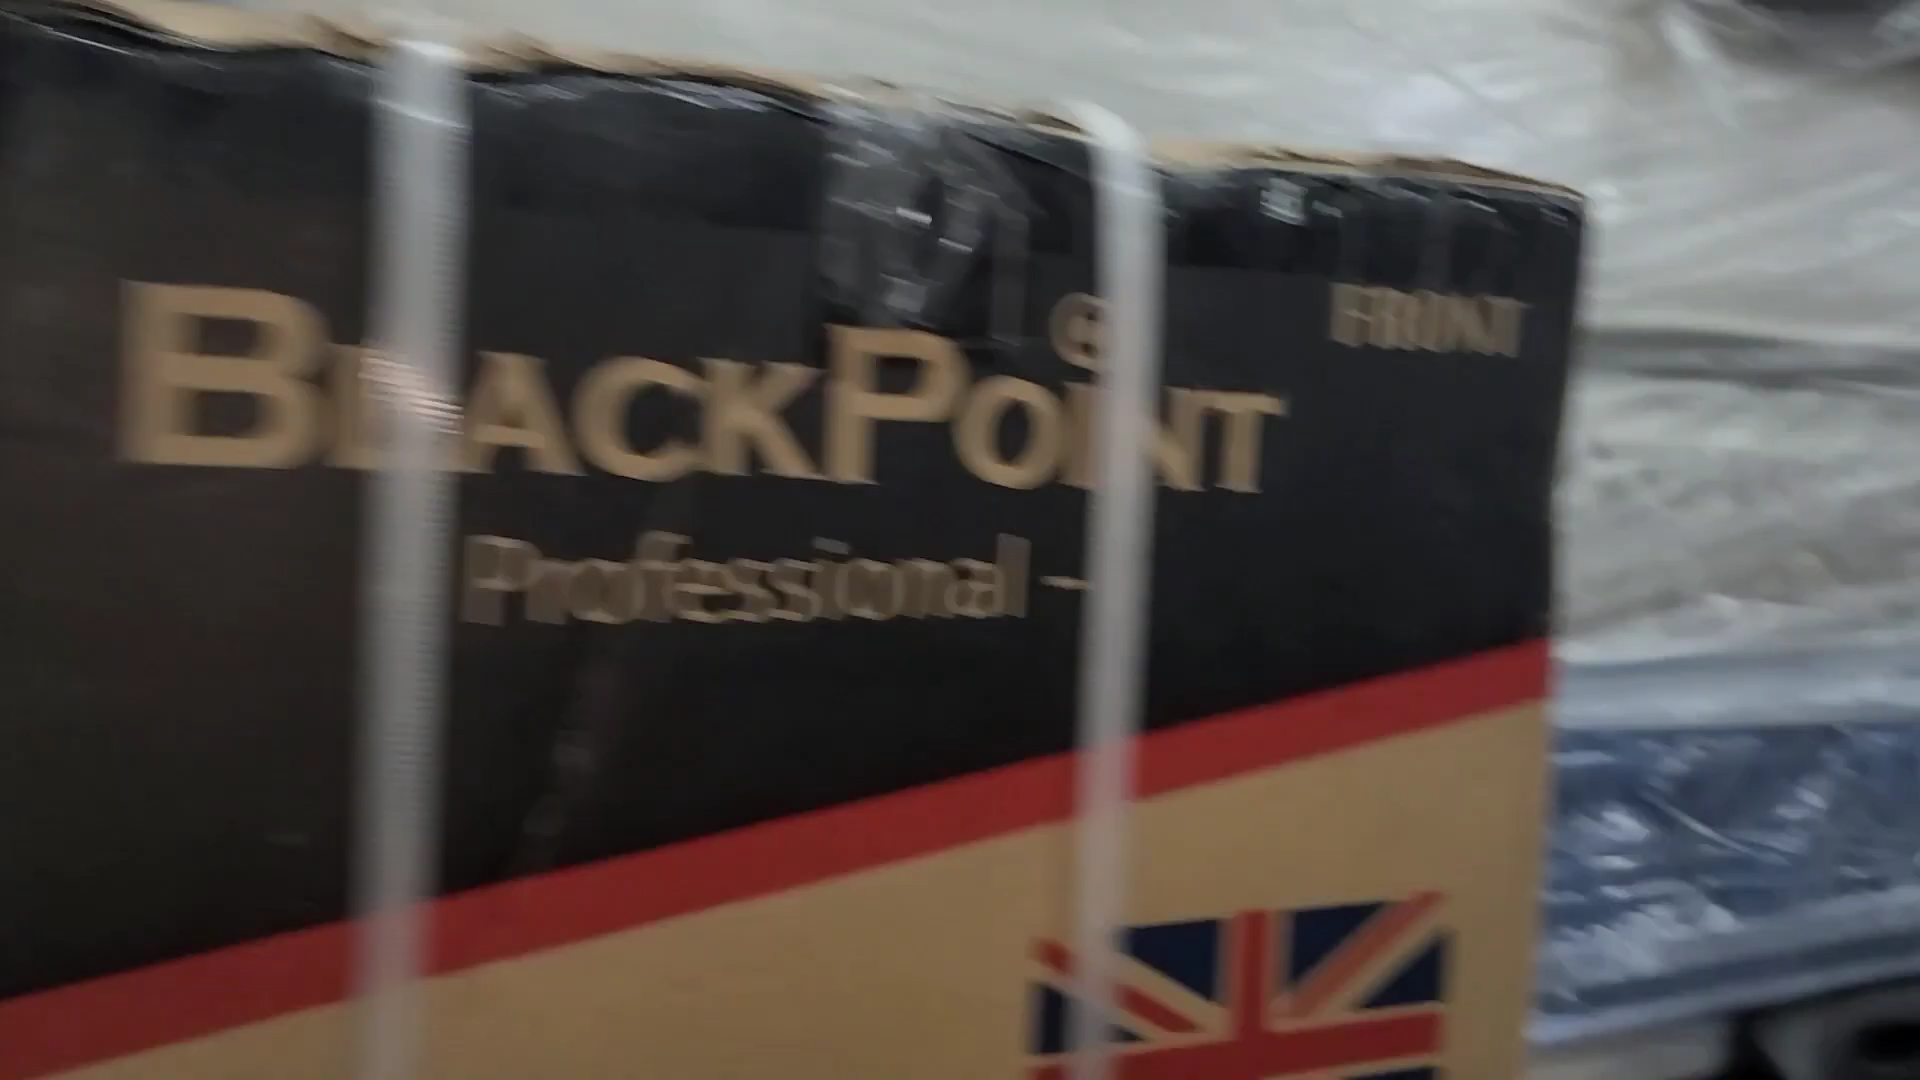 BLACKPOINT ®
FRONT
Professional –